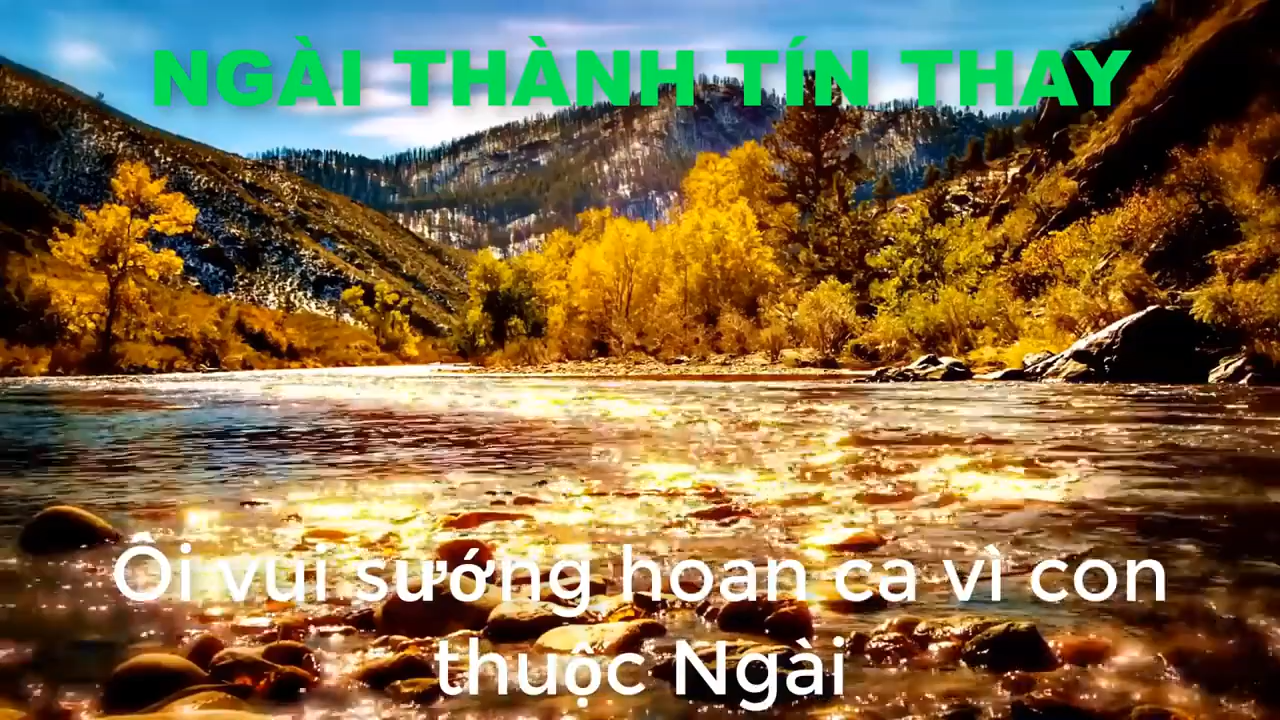 NGÀI THÀNH TÍN THAY
Ôi vui sướng hoan ca vì con
thuộc Ngài